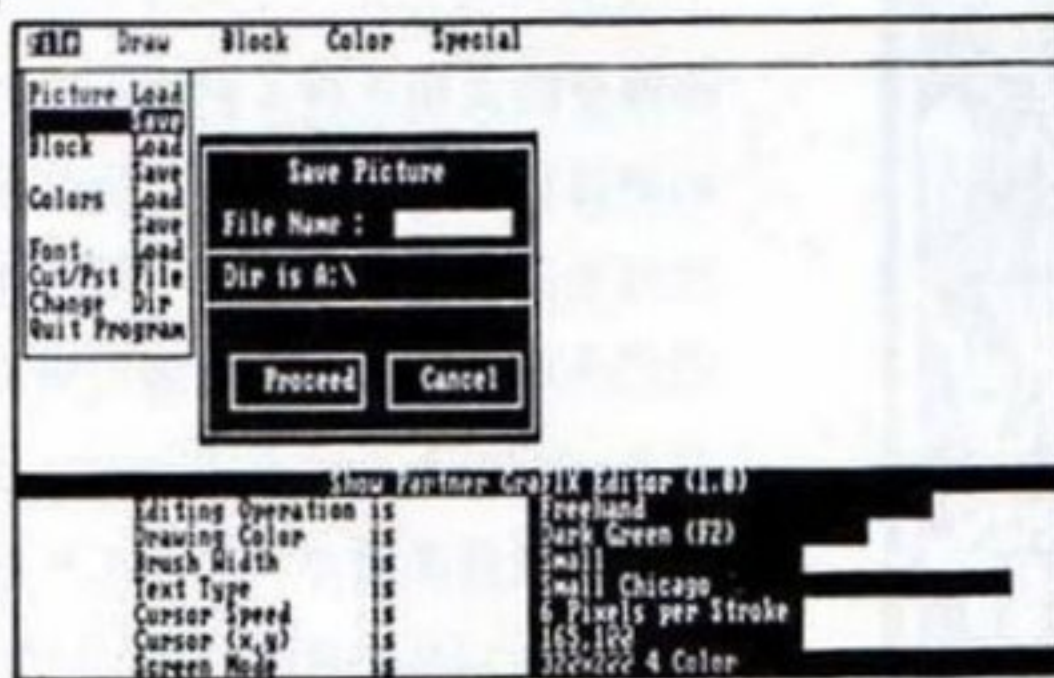 File Draw Block Color Special
Picture Load
Save
Block Load
Save
Colors Load
Save
Font Load
Cut/Pst File
Change Dir
Quit Program
Save Picture
File Name :
Dir is A:\
Proceed Cancel
Show Partner Grafix Editor (1.0)
Editing Operation is Freehand
Drawing Color is Dark Green (F2)
Brush Width is Small
Text Type is Small Chicago
Cursor Speed is 6 Pixels per Stroke
Cursor (x,y) is 165,100
Screen Mode is 4 Color